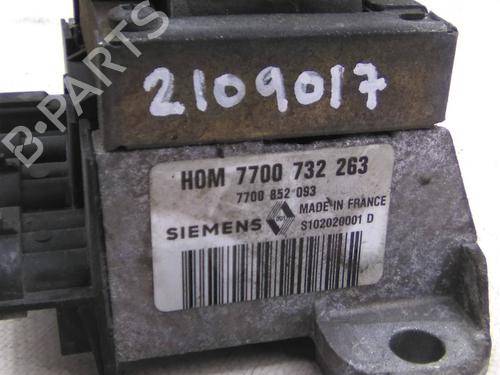 2109017
B-PARTS
HOM 7700 732 263
7700 852 093
SIEMENS MADE IN FRANCE
S102020001 D